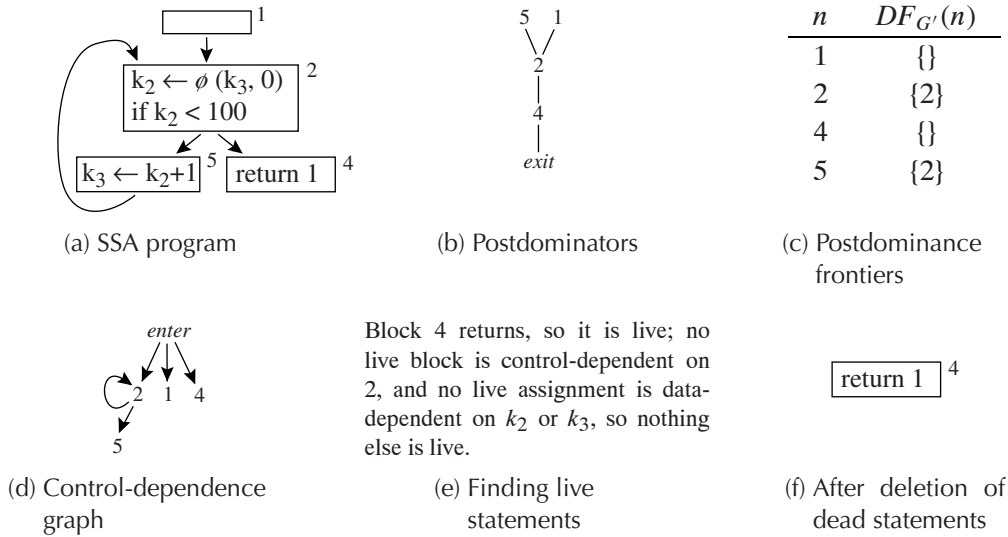 1
k₂ ← ϕ (k₃, 0)
if k₂ < 100
2
k₃ ← k₂+1
5
return 1
4
(a) SSA program
5 1
2
4
exit
(b) Postdominators
n DF_G′(n)
1 {}
2 {2}
4 {}
5 {2}
(c) Postdominance
frontiers
enter
2 1 4
5
(d) Control-dependence
graph
Block 4 returns, so it is live; no
live block is control-dependent on
2, and no live assignment is data-
dependent on k₂ or k₃, so nothing
else is live.
(e) Finding live
statements
return 1
4
(f) After deletion of
dead statements